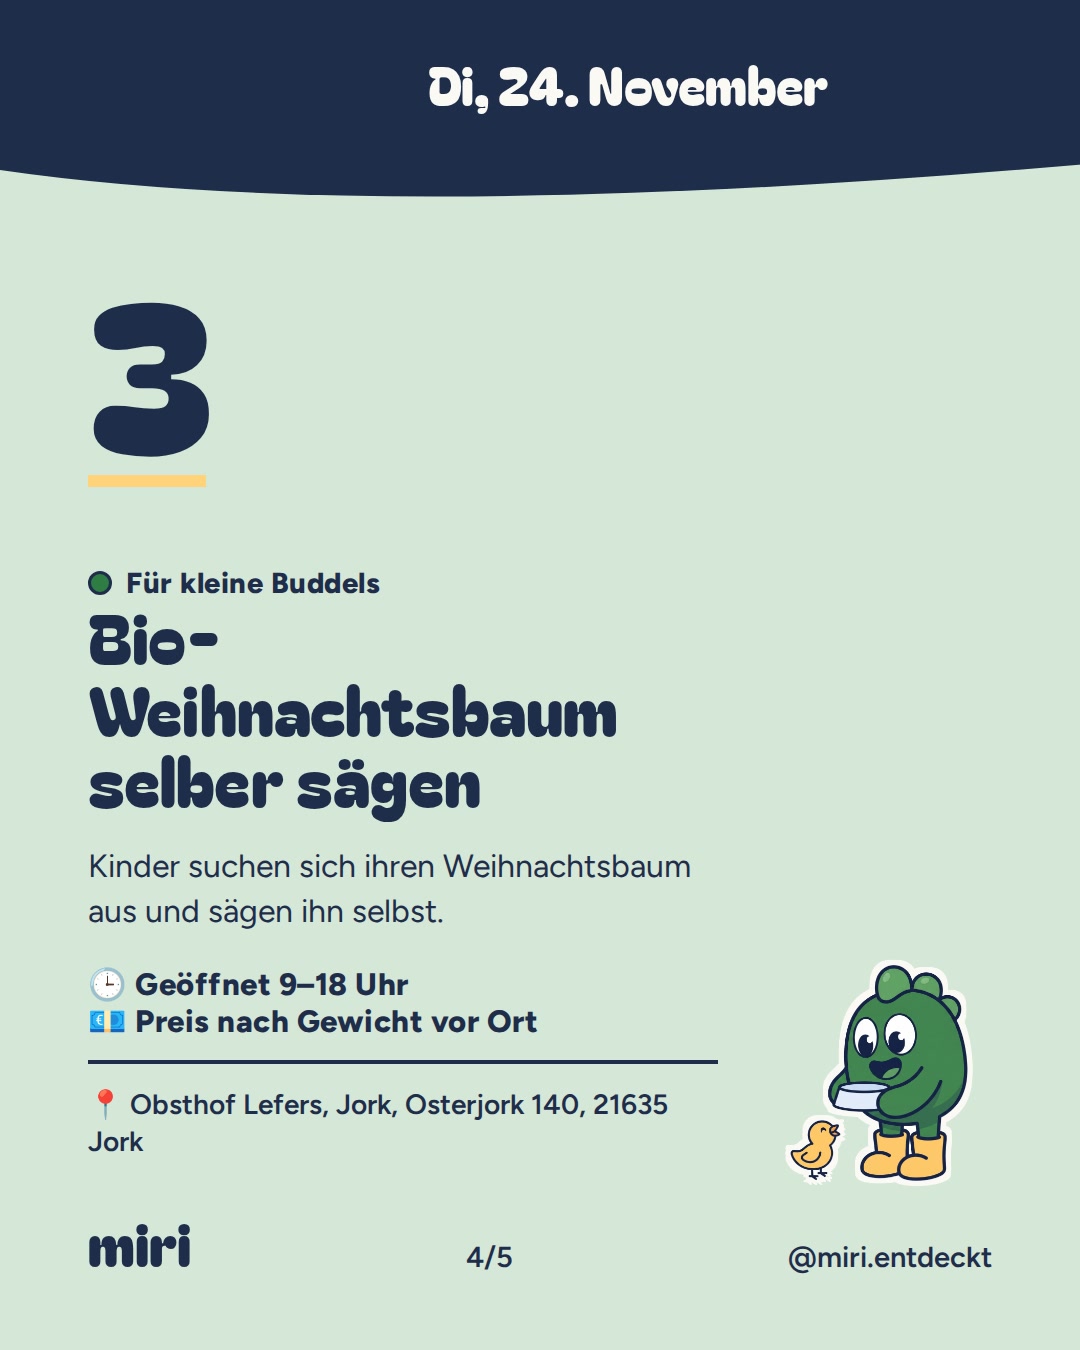 Di, 24. November
3
Für kleine Buddels
Bio-
Weihnachtsbaum
selber sägen
Kinder suchen sich ihren Weihnachtsbaum
aus und sägen ihn selbst.
🕒 Geöffnet 9–18 Uhr
💶 Preis nach Gewicht vor Ort
📍 Obsthof Lefers, Jork, Osterjork 140, 21635
Jork
miri
4/5
@miri.entdeckt